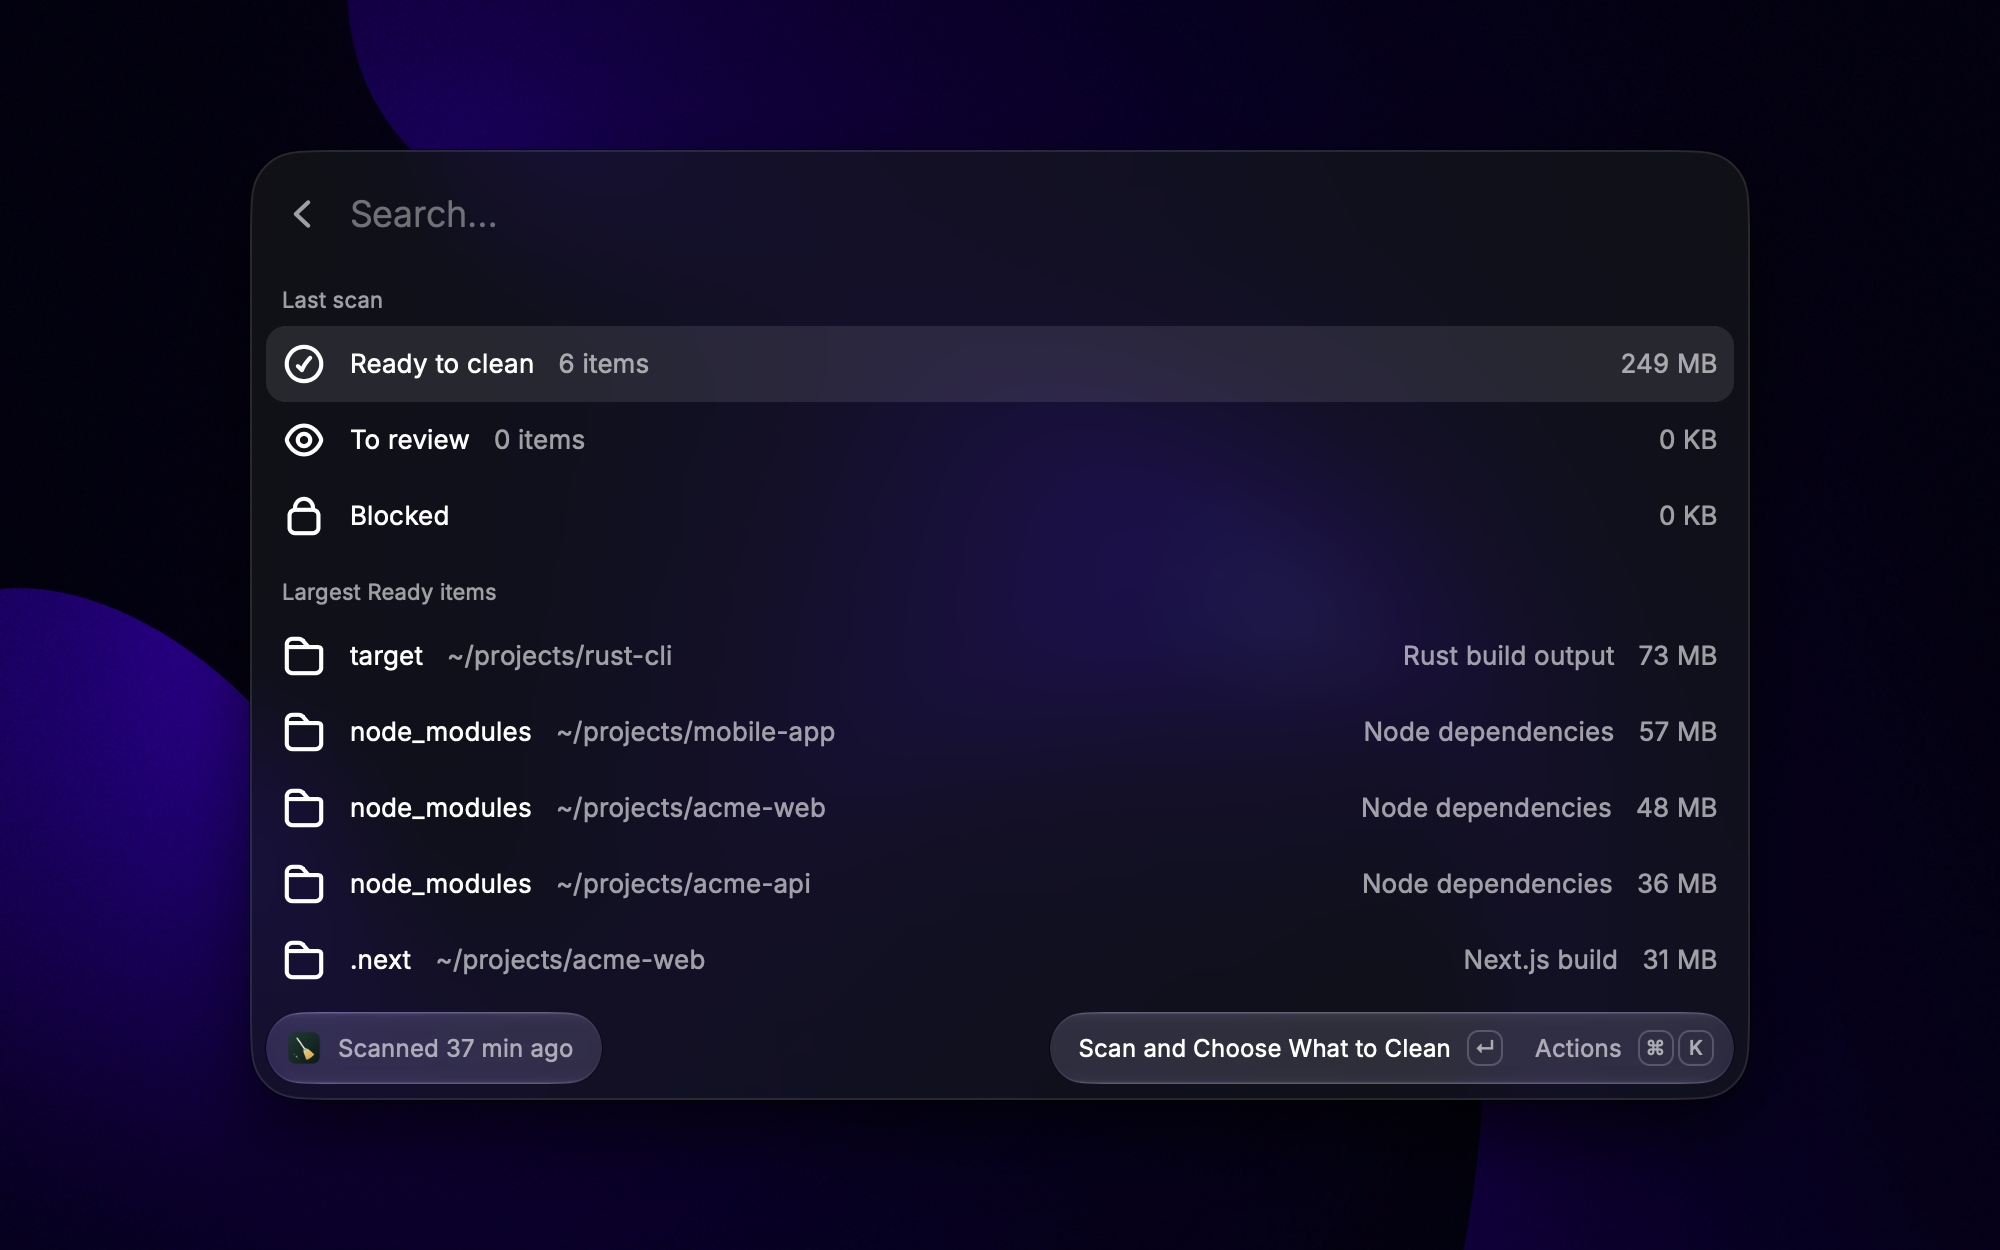 Search...
Last scan
Ready to clean 6 items 249 MB
To review 0 items 0 KB
Blocked 0 KB
Largest Ready items
target ~/projects/rust-cli Rust build output 73 MB
node_modules ~/projects/mobile-app Node dependencies 57 MB
node_modules ~/projects/acme-web Node dependencies 48 MB
node_modules ~/projects/acme-api Node dependencies 36 MB
.next ~/projects/acme-web Next.js build 31 MB
Scanned 37 min ago Scan and Choose What to Clean ↵ Actions ⌘ K